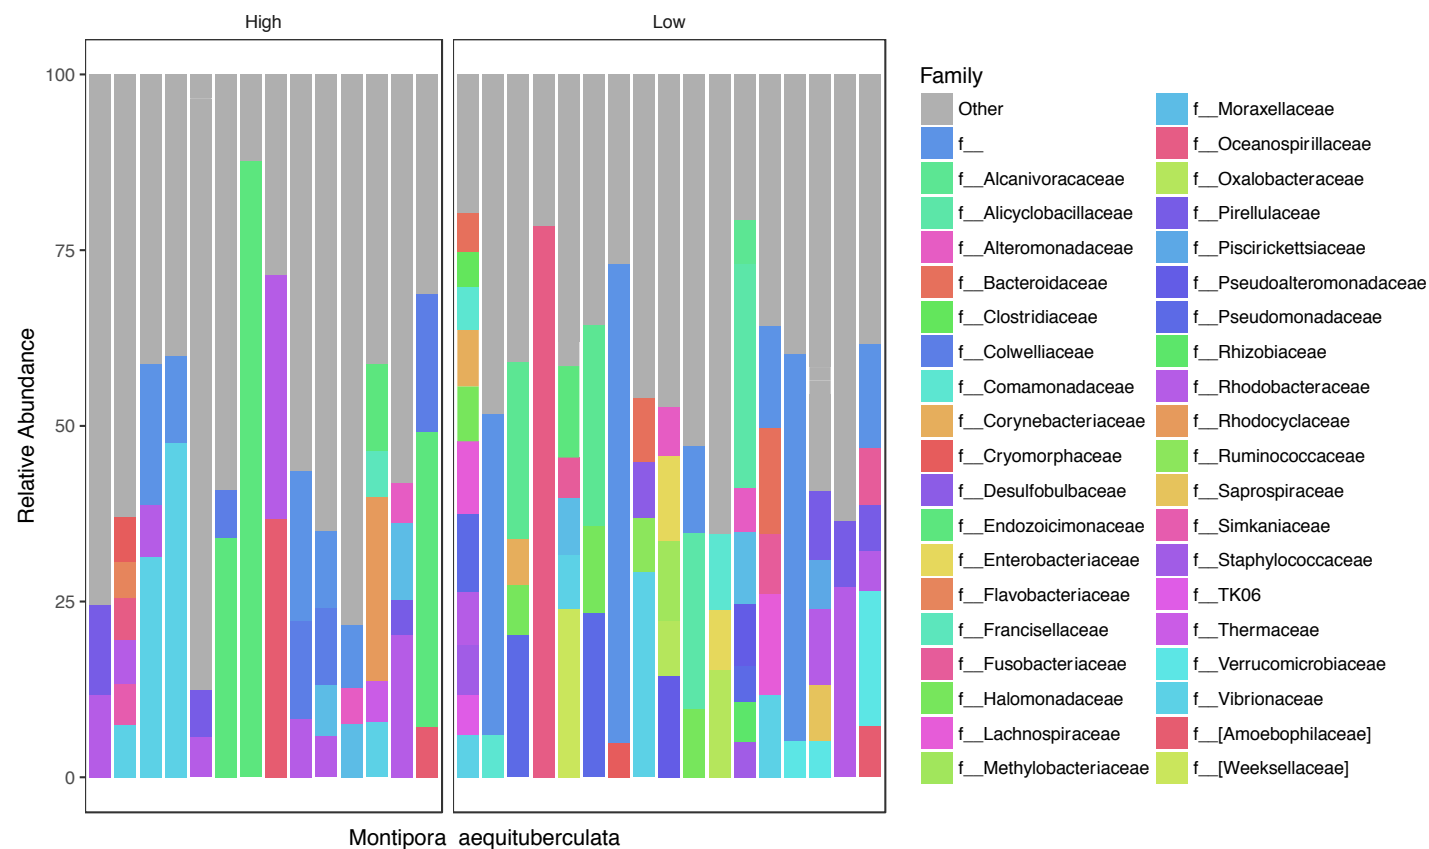 High
Low
100
75
50
25
0
Relative Abundance
Montipora aequituberculata
Family
Other
f__
f__Alcanivoracaceae
f__Alicyclobacillaceae
f__Alteromonadaceae
f__Bacteroidaceae
f__Clostridiaceae
f__Colwelliaceae
f__Comamonadaceae
f__Corynebacteriaceae
f__Cryomorphaceae
f__Desulfobulbaceae
f__Endozoicimonaceae
f__Enterobacteriaceae
f__Flavobacteriaceae
f__Francisellaceae
f__Fusobacteriaceae
f__Halomonadaceae
f__Lachnospiraceae
f__Methylobacteriaceae
f__Moraxellaceae
f__Oceanospirillaceae
f__Oxalobacteraceae
f__Pirellulaceae
f__Piscirickettsiaceae
f__Pseudoalteromonadaceae
f__Pseudomonadaceae
f__Rhizobiaceae
f__Rhodobacteraceae
f__Rhodocyclaceae
f__Ruminococcaceae
f__Saprospiraceae
f__Simkaniaceae
f__Staphylococcaceae
f__TK06
f__Thermaceae
f__Verrucomicrobiaceae
f__Vibrionaceae
f__[Amoebophilaceae]
f__[Weeksellaceae]